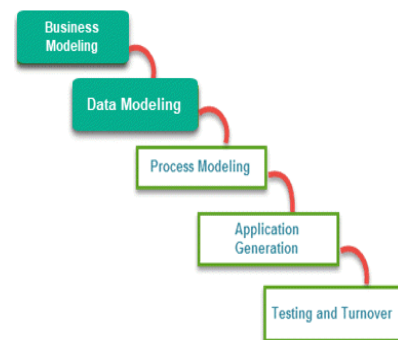 Business
Modeling
Data Modeling
Process Modeling
Application
Generation
Testing and Turnover